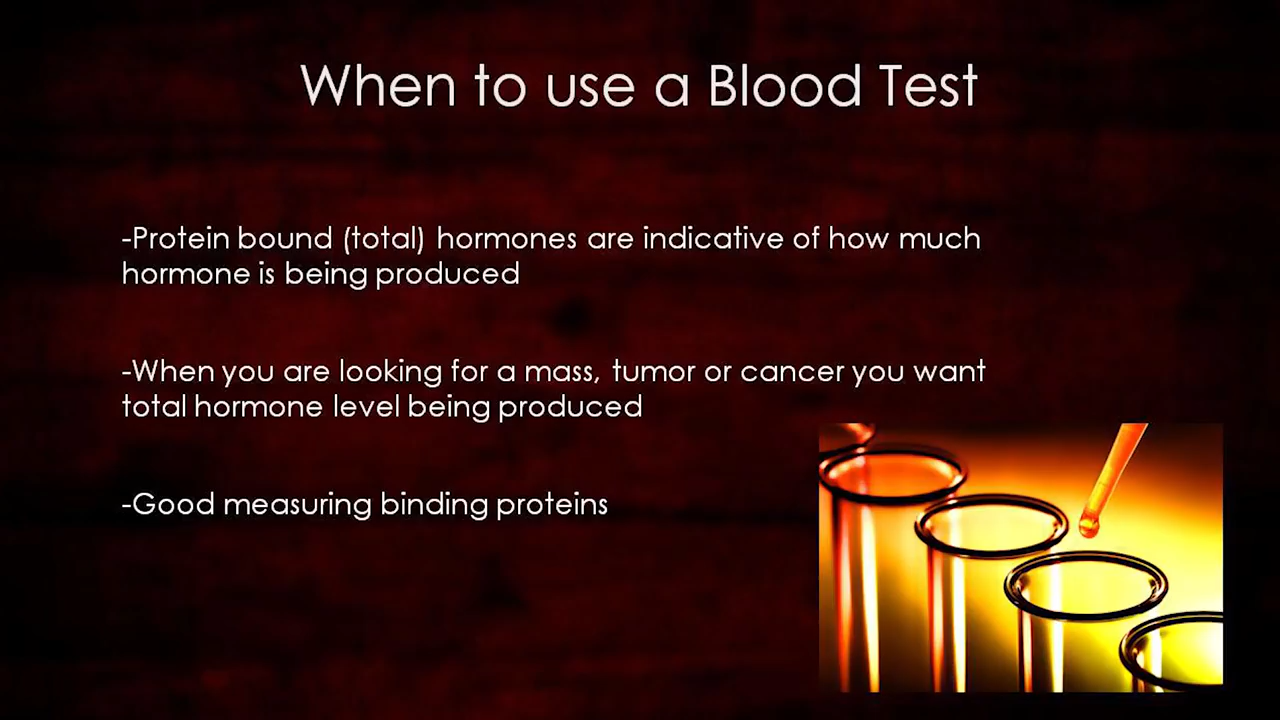 When to use a Blood Test
-Protein bound (total) hormones are indicative of how much
hormone is being produced
-When you are looking for a mass, tumor or cancer you want
total hormone level being produced
-Good measuring binding proteins